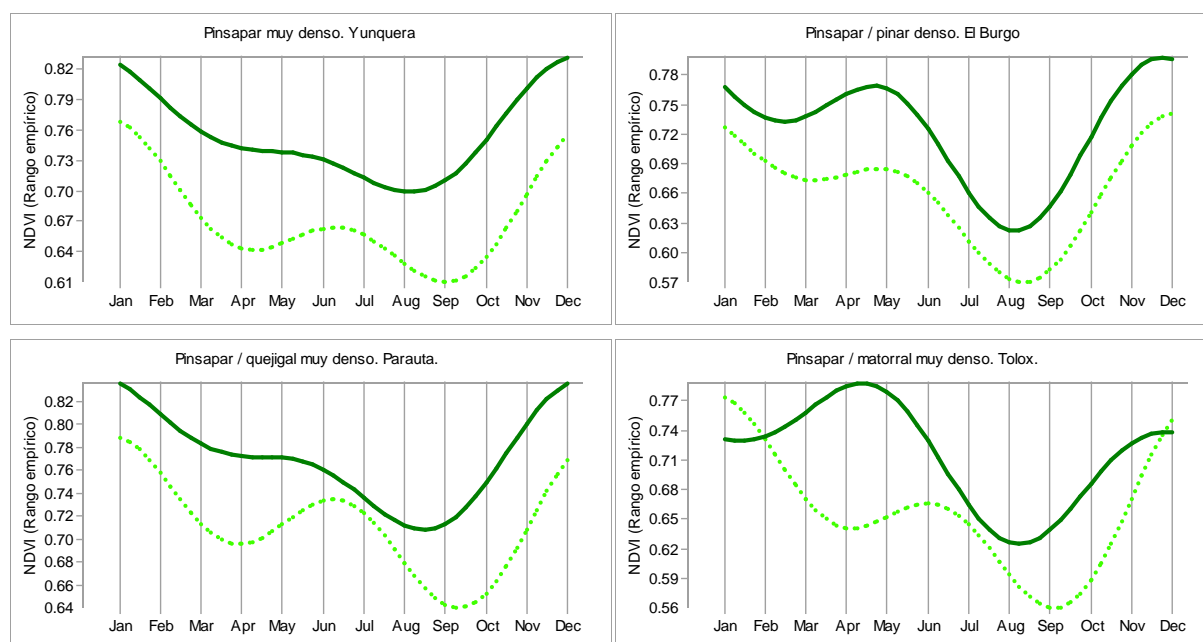 Pinsapar muy denso. Yunquera
NDVI (Rango empírico)
0.82
0.79
0.76
0.73
0.70
0.67
0.64
0.61
Jan Feb Mar Apr May Jun Jul Aug Sep Oct Nov Dec
Pinsapar / pinar denso. El Burgo
NDVI (Rango empírico)
0.78
0.75
0.72
0.69
0.66
0.63
0.60
0.57
Jan Feb Mar Apr May Jun Jul Aug Sep Oct Nov Dec
Pinsapar / quejigal muy denso. Parauta.
NDVI (Rango empírico)
0.82
0.80
0.78
0.76
0.74
0.72
0.70
0.68
0.66
0.64
Jan Feb Mar Apr May Jun Jul Aug Sep Oct Nov Dec
Pinsapar / matorral muy denso. Tolox.
NDVI (Rango empírico)
0.77
0.74
0.71
0.68
0.65
0.62
0.59
0.56
Jan Feb Mar Apr May Jun Jul Aug Sep Oct Nov Dec